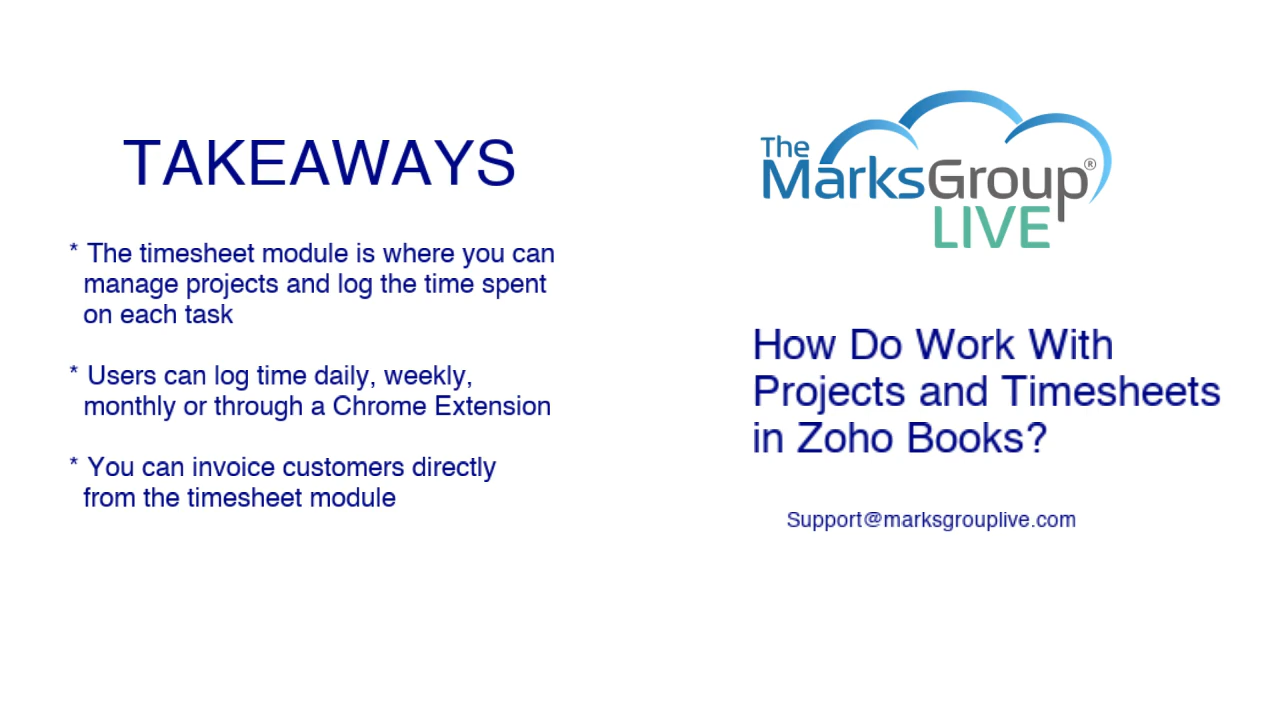 TAKEAWAYS
* The timesheet module is where you can
manage projects and log the time spent
on each task
* Users can log time daily, weekly,
monthly or through a Chrome Extension
* You can invoice customers directly
from the timesheet module
The
MarksGroup®
LIVE
How Do Work With
Projects and Timesheets
in Zoho Books?
Support@marksgrouplive.com